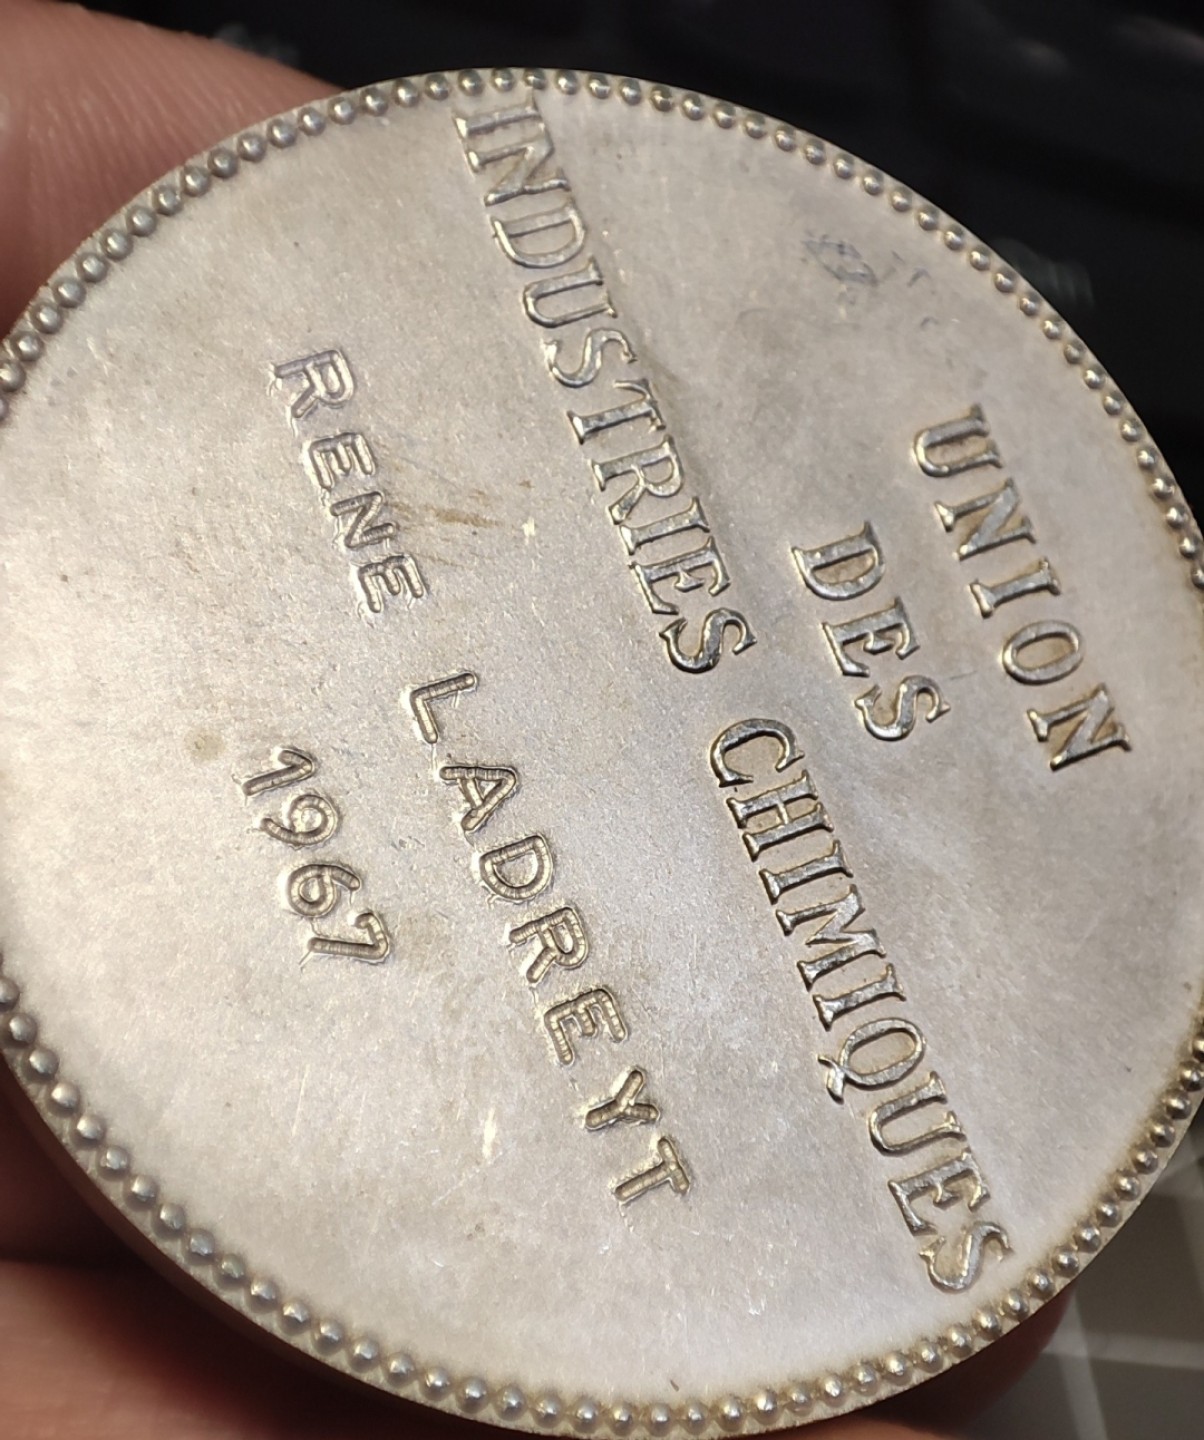 UNION
DES
INDUSTRIES CHIMIQUES
RENE LADREYT
1967